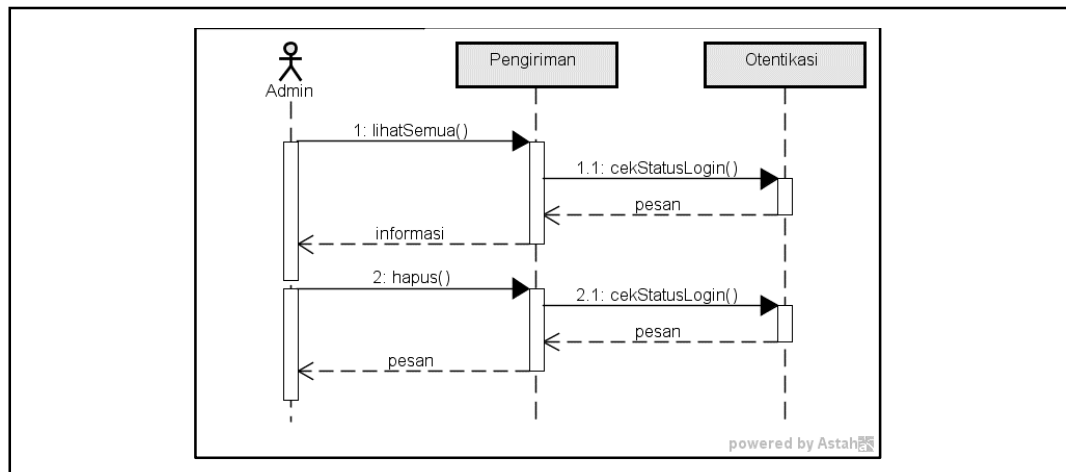 Pengiriman
Otentikasi
Admin
1: lihatSemua()
1.1: cekStatusLogin()
pesan
informasi
2: hapus()
2.1: cekStatusLogin()
pesan
pesan
powered by Astah